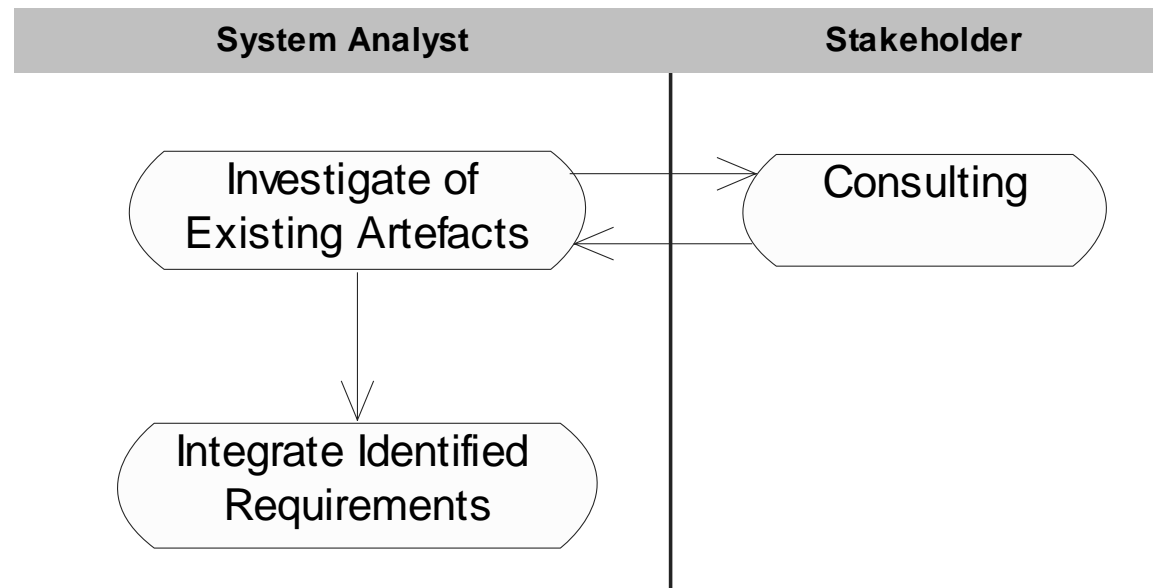 System Analyst
Stakeholder
Investigate of
Existing Artefacts
Consulting
Integrate Identified
Requirements